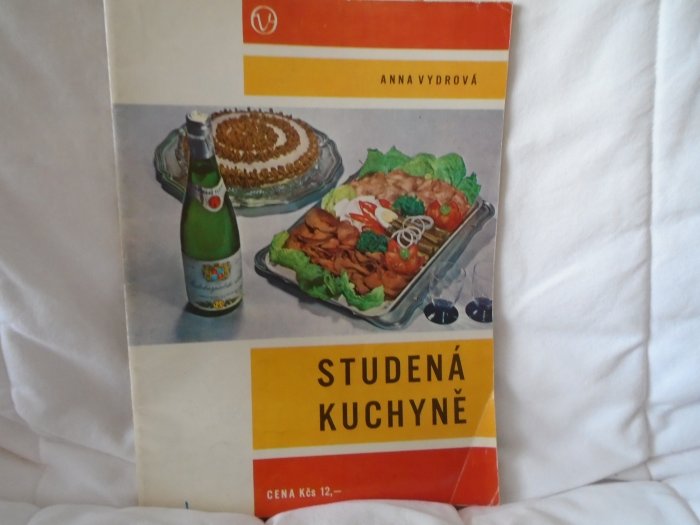 V
ANNA VYDROVÁ
STUDENÁ
KUCHYNĚ
CENA Kčs 12,—